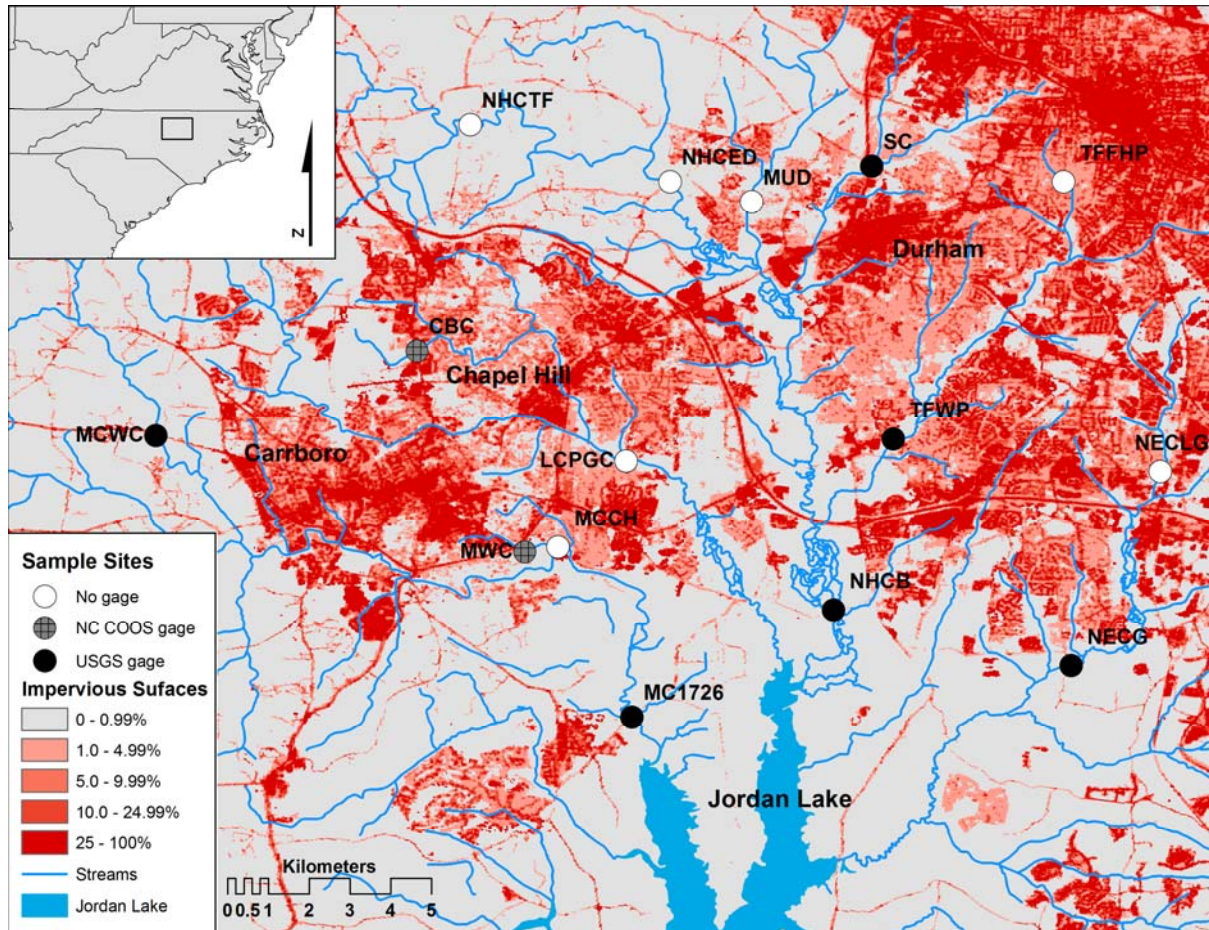 NHCTF
SC
NHCED
TFFHP
MUD
Z
Durham
CBC
Chapel Hill
MCWC
TFWP
Carrboro
LCPGC
NECLG
MCCH
MWC
NHCB
NECG
MC1726
Jordan Lake
Sample Sites
No gage
NC COOS gage
USGS gage
Impervious Sufaces
0 - 0.99%
1.0 - 4.99%
5.0 - 9.99%
10.0 - 24.99%
25 - 100%
Streams
Jordan Lake
Kilometers
0 0.5 1 2 3 4 5